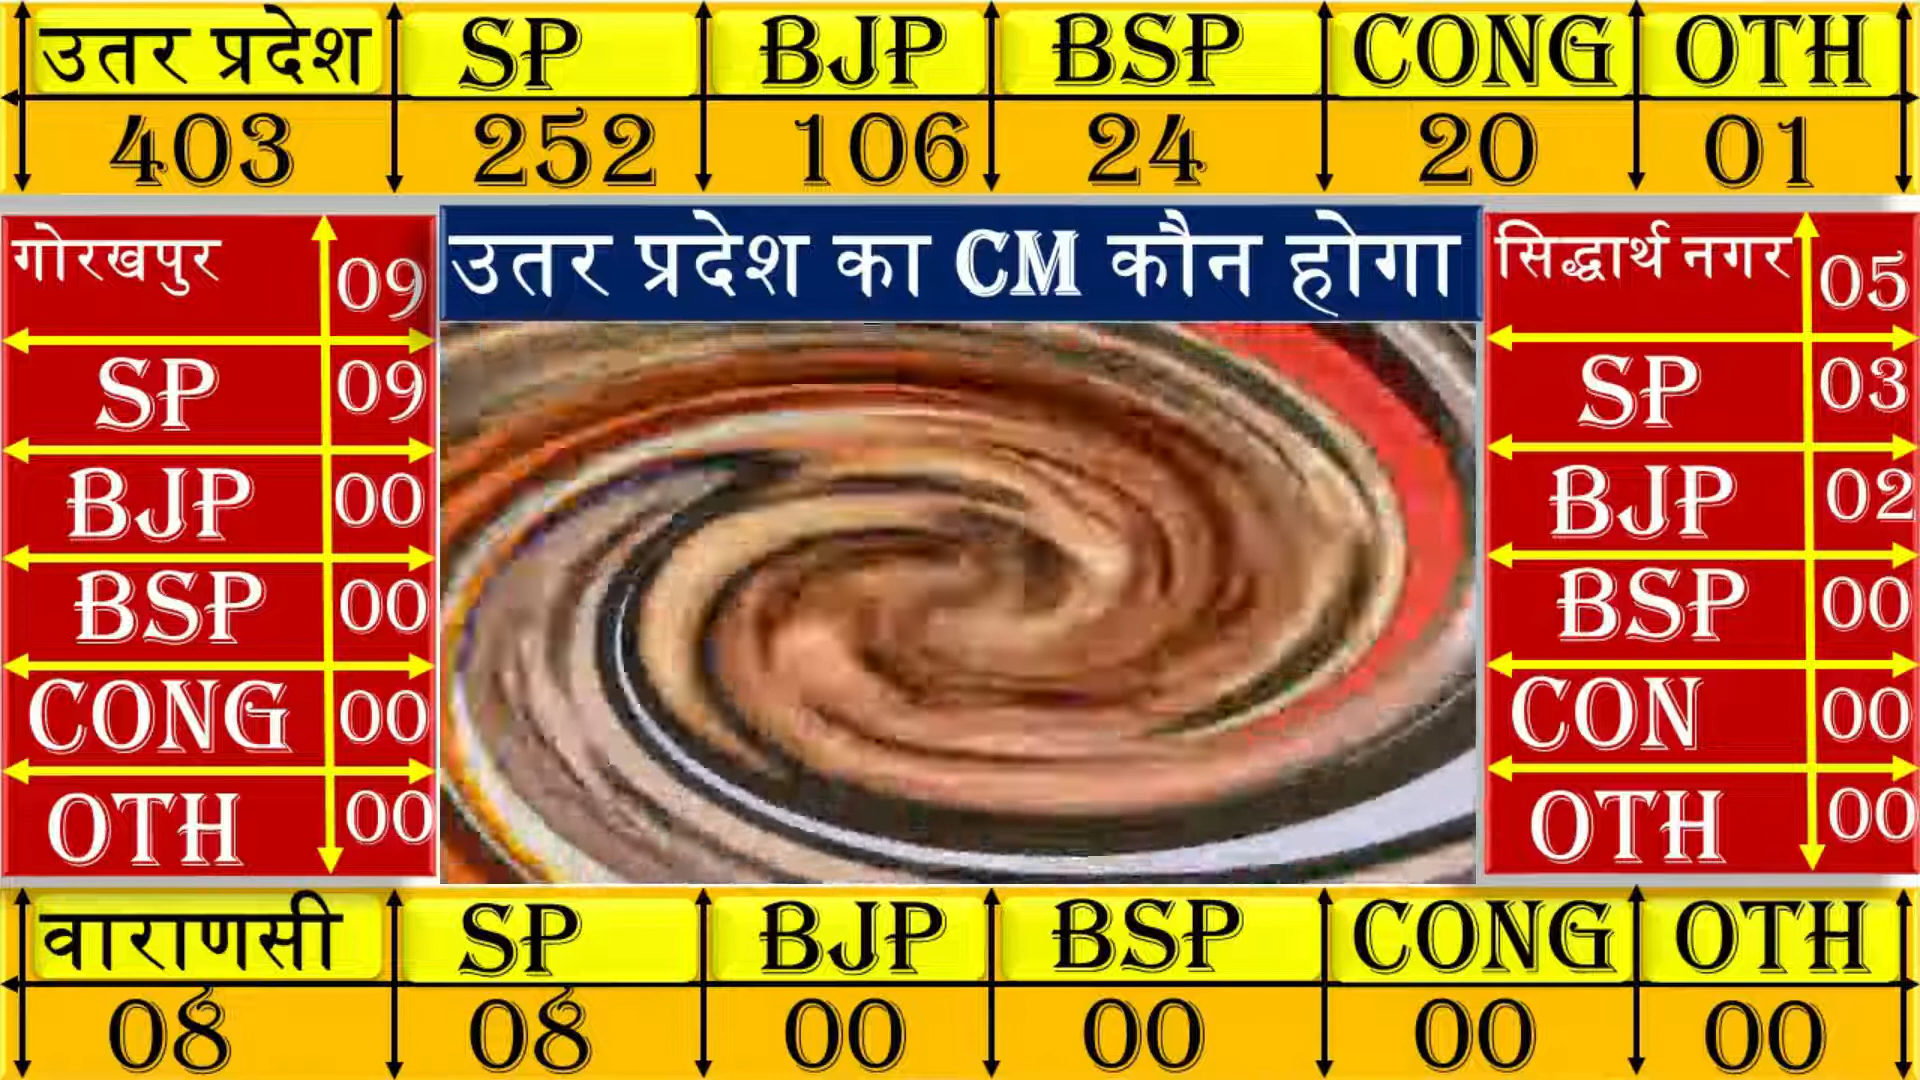 उतर प्रदेश SP BJP BSP CONG OTH
403 252 106 24 20 01
गोरखपुर 09
SP 09
BJP 00
BSP 00
CONG 00
OTH 00
उतर प्रदेश का CM कौन होगा
सिद्धार्थ नगर 05
SP 03
BJP 02
BSP 00
CON 00
OTH 00
वाराणसी SP BJP BSP CONG OTH
08 08 00 00 00 00